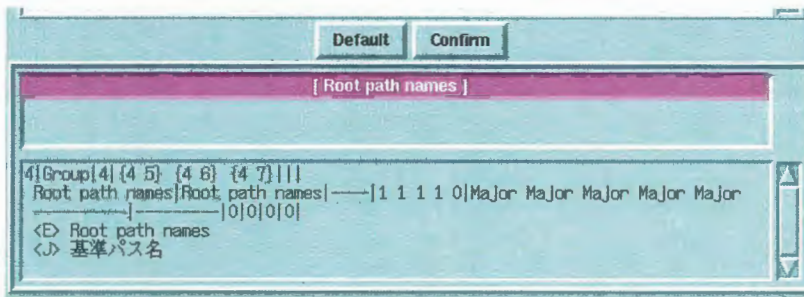 Default Confirm
[ Root path names ]
4|Group|4|{4 5} {4 6} {4 7}|||
Root path names|Root path names|——|1 1 1 1 0|Major Major Major Major Major
——————|——————|0|0|0|0|
<E> Root path names
<J> 基準パス名